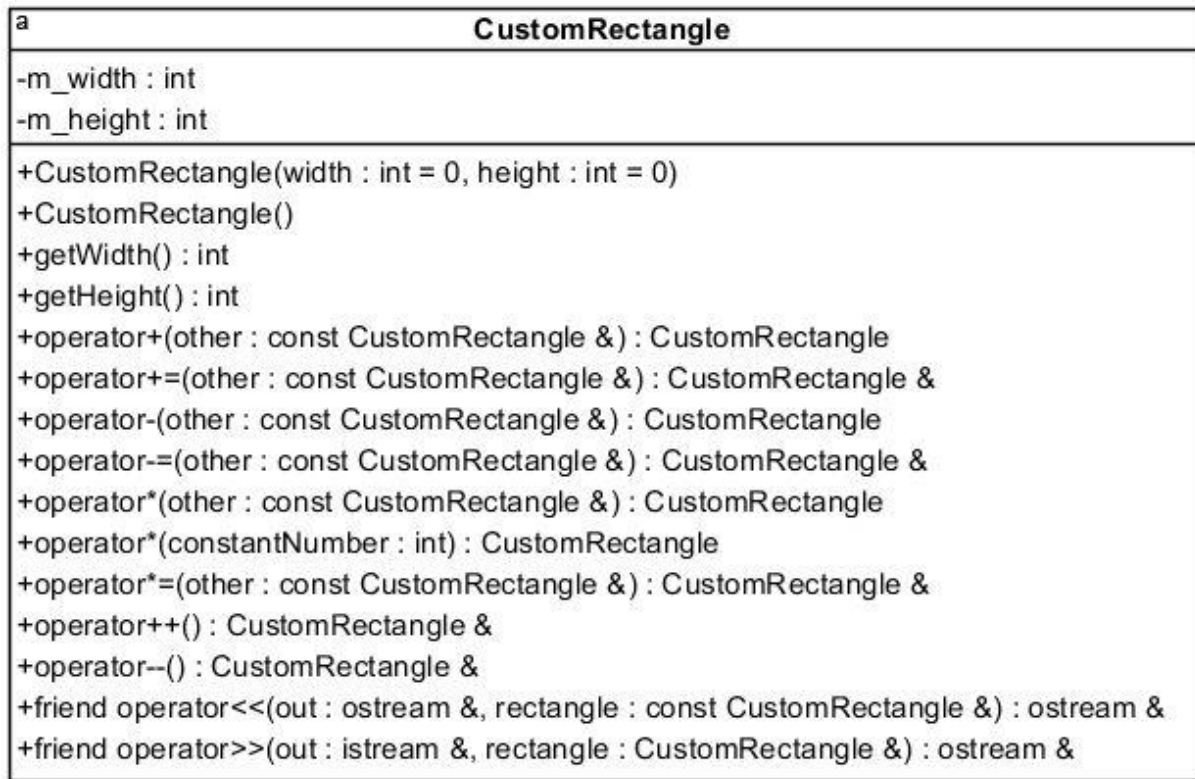 a
CustomRectangle
-m_width : int
-m_height : int
+CustomRectangle(width : int = 0, height : int = 0)
+CustomRectangle()
+getWidth() : int
+getHeight() : int
+operator+(other : const CustomRectangle &) : CustomRectangle
+operator+=(other : const CustomRectangle &) : CustomRectangle &
+operator-(other : const CustomRectangle &) : CustomRectangle
+operator-=(other : const CustomRectangle &) : CustomRectangle &
+operator*(other : const CustomRectangle &) : CustomRectangle
+operator*(constantNumber : int) : CustomRectangle
+operator*=(other : const CustomRectangle &) : CustomRectangle &
+operator++() : CustomRectangle &
+operator--() : CustomRectangle &
+friend operator<<(out : ostream &, rectangle : const CustomRectangle &) : ostream &
+friend operator>>(out : istream &, rectangle : CustomRectangle &) : ostream &